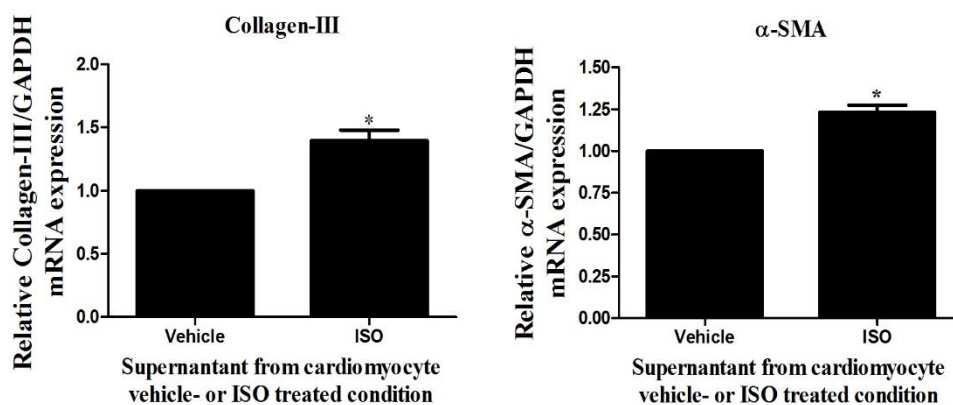 Collagen-III
Relative Collagen-III/GAPDH
mRNA expression
2.0
1.5
1.0
0.5
0.0
*
Vehicle
ISO
Supernantant from cardiomyocyte
vehicle- or ISO treated condition
α-SMA
Relative α-SMA/GAPDH
mRNA expression
1.50
1.25
1.00
0.75
0.50
0.25
0.00
*
Vehicle
ISO
Supernantant from cardiomyocyte
vehicle- or ISO treated condition